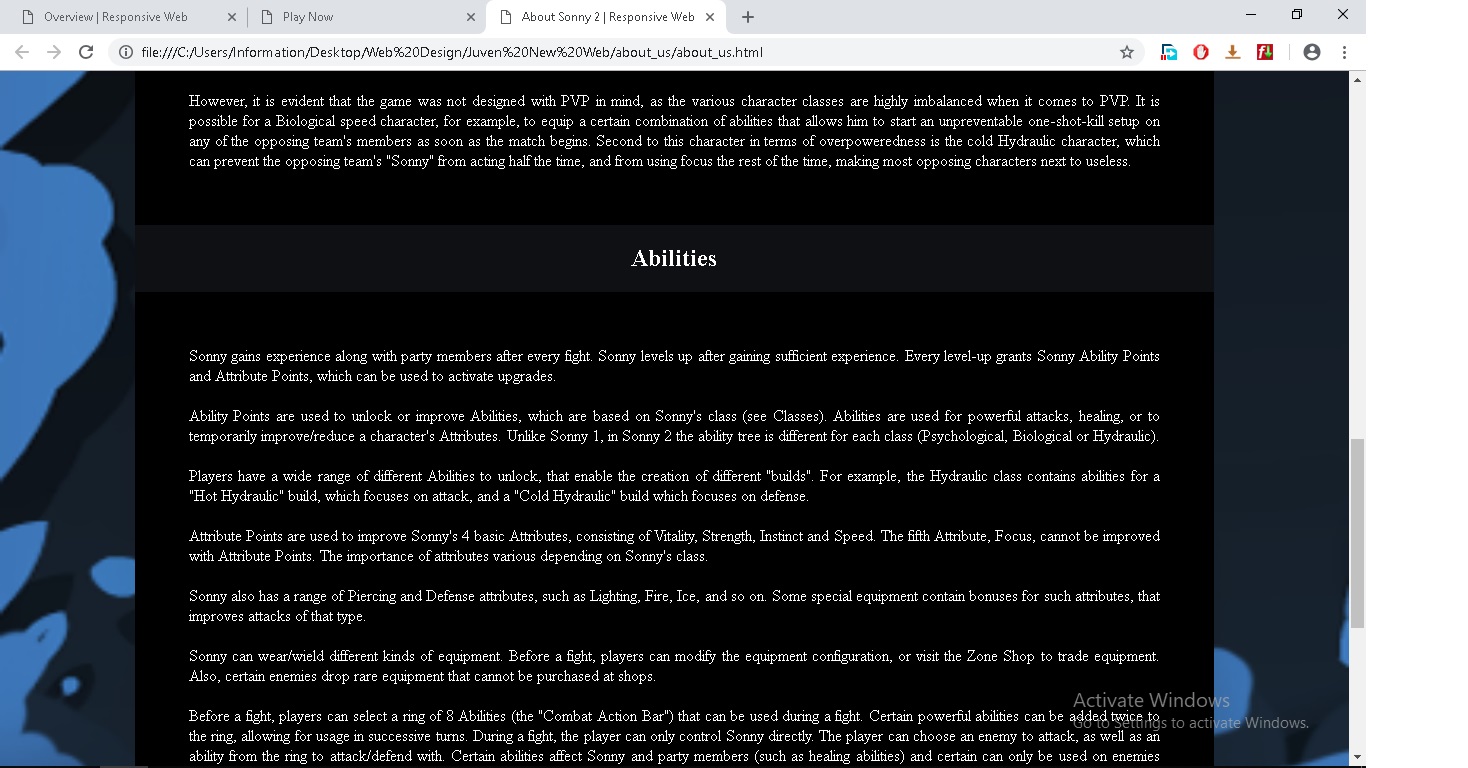 Overview | Responsive Web
Play Now
About Sonny 2 | Responsive Web
file:///C:/Users/Information/Desktop/Web%20Design/Juven%20New%20Web/about_us/about_us.html
However, it is evident that the game was not designed with PVP in mind, as the various character classes are highly imbalanced when it comes to PVP. It is
possible for a Biological speed character, for example, to equip a certain combination of abilities that allows him to start an unpreventable one-shot-kill setup on
any of the opposing team's members as soon as the match begins. Second to this character in terms of overpoweredness is the cold Hydraulic character, which
can prevent the opposing team's "Sonny" from acting half the time, and from using focus the rest of the time, making most opposing characters next to useless.
Abilities
Sonny gains experience along with party members after every fight. Sonny levels up after gaining sufficient experience. Every level-up grants Sonny Ability Points
and Attribute Points, which can be used to activate upgrades.
Ability Points are used to unlock or improve Abilities, which are based on Sonny's class (see Classes). Abilities are used for powerful attacks, healing, or to
temporarily improve/reduce a character's Attributes. Unlike Sonny 1, in Sonny 2 the ability tree is different for each class (Psychological, Biological or Hydraulic).
Players have a wide range of different Abilities to unlock, that enable the creation of different "builds". For example, the Hydraulic class contains abilities for a
"Hot Hydraulic" build, which focuses on attack, and a "Cold Hydraulic" build which focuses on defense.
Attribute Points are used to improve Sonny's 4 basic Attributes, consisting of Vitality, Strength, Instinct and Speed. The fifth Attribute, Focus, cannot be improved
with Attribute Points. The importance of attributes various depending on Sonny's class.
Sonny also has a range of Piercing and Defense attributes, such as Lighting, Fire, Ice, and so on. Some special equipment contain bonuses for such attributes, that
improves attacks of that type.
Sonny can wear/wield different kinds of equipment. Before a fight, players can modify the equipment configuration, or visit the Zone Shop to trade equipment.
Also, certain enemies drop rare equipment that cannot be purchased at shops.
Before a fight, players can select a ring of 8 Abilities (the "Combat Action Bar") that can be used during a fight. Certain powerful abilities can be added twice to
the ring, allowing for usage in successive turns. During a fight, the player can only control Sonny directly. The player can choose an enemy to attack, as well as an
ability from the ring to attack/defend with. Certain abilities affect Sonny and party members (such as healing abilities) and certain can only be used on enemies
Activate Windows
Go to Settings to activate Windows.